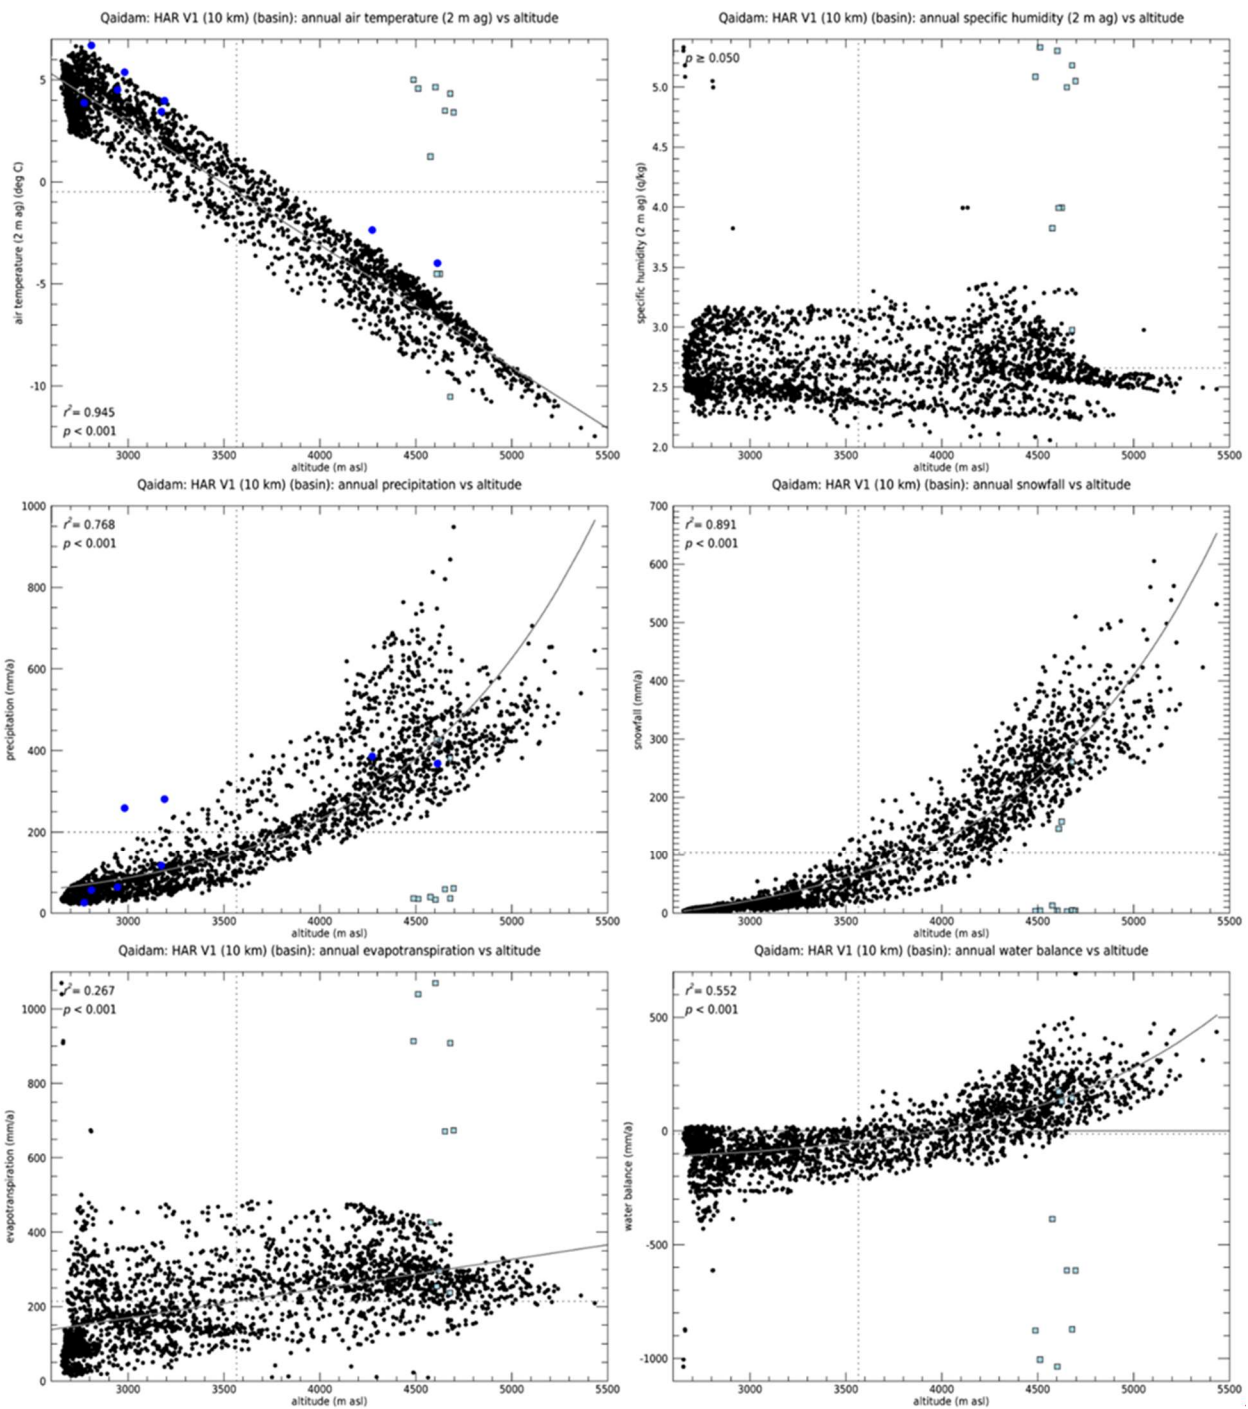 Qaidam: HAR V1 (10 km) (basin): annual air temperature (2 m ag) vs altitude
5
0
-5
-10
air temperature (2 m ag) (deg C)
r²= 0.945
p < 0.001
3000 3500 4000 4500 5000 5500
altitude (m asl)
Qaidam: HAR V1 (10 km) (basin): annual specific humidity (2 m ag) vs altitude
p ≥ 0.050
5.0
4.5
4.0
3.5
3.0
2.5
2.0
specific humidity (2 m ag) (q/kg)
3000 3500 4000 4500 5000 5500
altitude (m asl)
Qaidam: HAR V1 (10 km) (basin): annual precipitation vs altitude
r²= 0.768
p < 0.001
1000
800
600
400
200
0
precipitation (mm/a)
3000 3500 4000 4500 5000 5500
altitude (m asl)
Qaidam: HAR V1 (10 km) (basin): annual snowfall vs altitude
r²= 0.891
p < 0.001
700
600
500
400
300
200
100
0
snowfall (mm/a)
3000 3500 4000 4500 5000 5500
altitude (m asl)
Qaidam: HAR V1 (10 km) (basin): annual evapotranspiration vs altitude
r²= 0.267
p < 0.001
1000
800
600
400
200
0
evapotranspiration (mm/a)
3000 3500 4000 4500 5000 5500
altitude (m asl)
Qaidam: HAR V1 (10 km) (basin): annual water balance vs altitude
r²= 0.552
p < 0.001
500
0
-500
-1000
water balance (mm/a)
3000 3500 4000 4500 5000 5500
altitude (m asl)